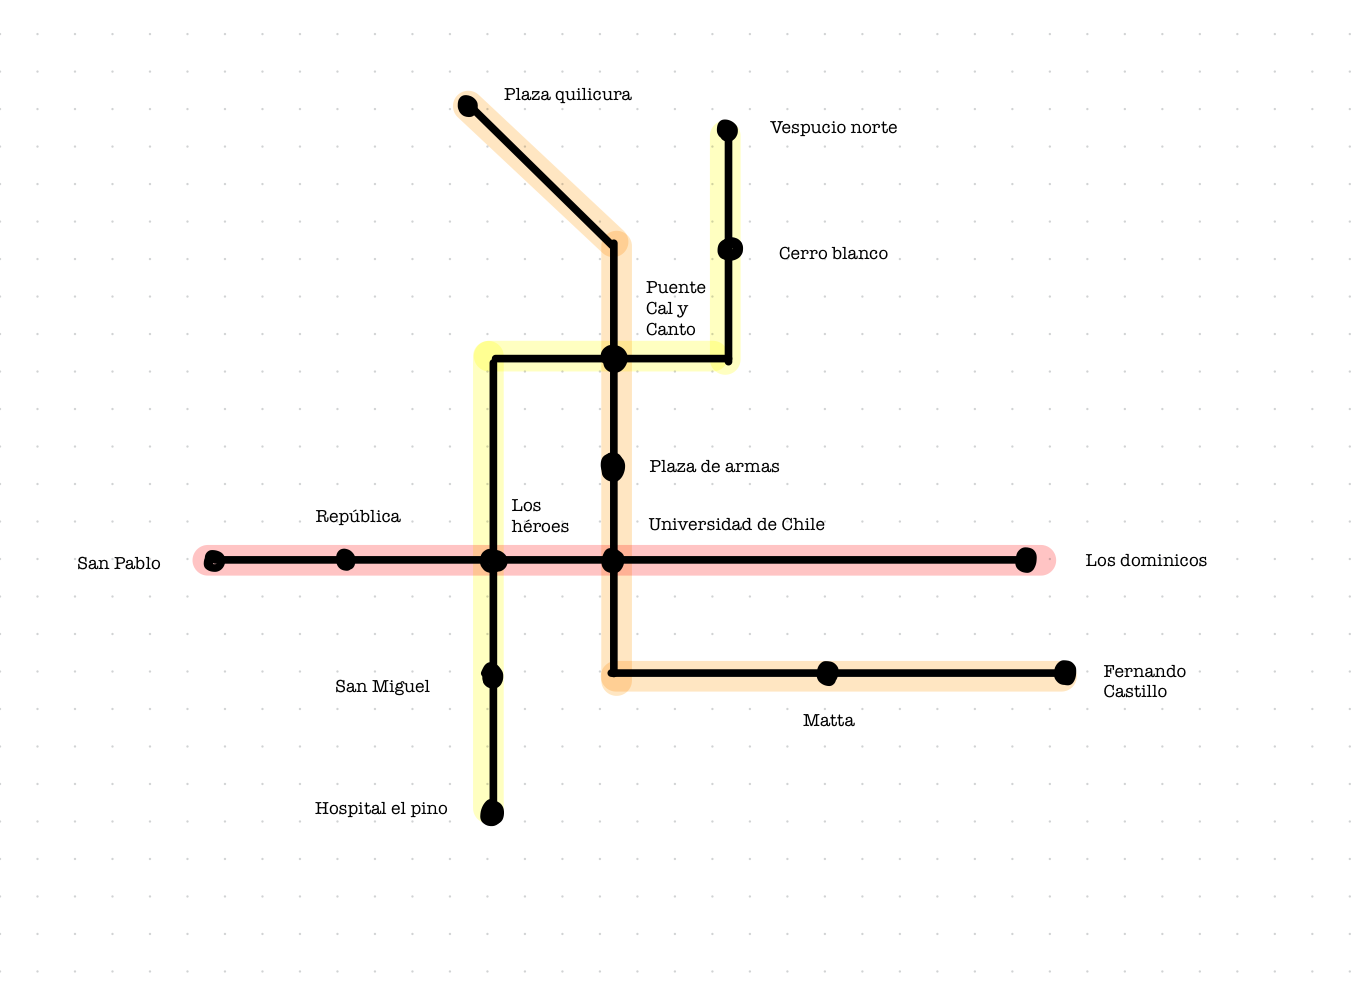 Plaza quilicura
Vespucio norte
Cerro blanco
Puente
Cal y
Canto
Plaza de armas
Los
héroes
República
Universidad de Chile
San Pablo
Los dominicos
San Miguel
Fernando
Castillo
Matta
Hospital el pino